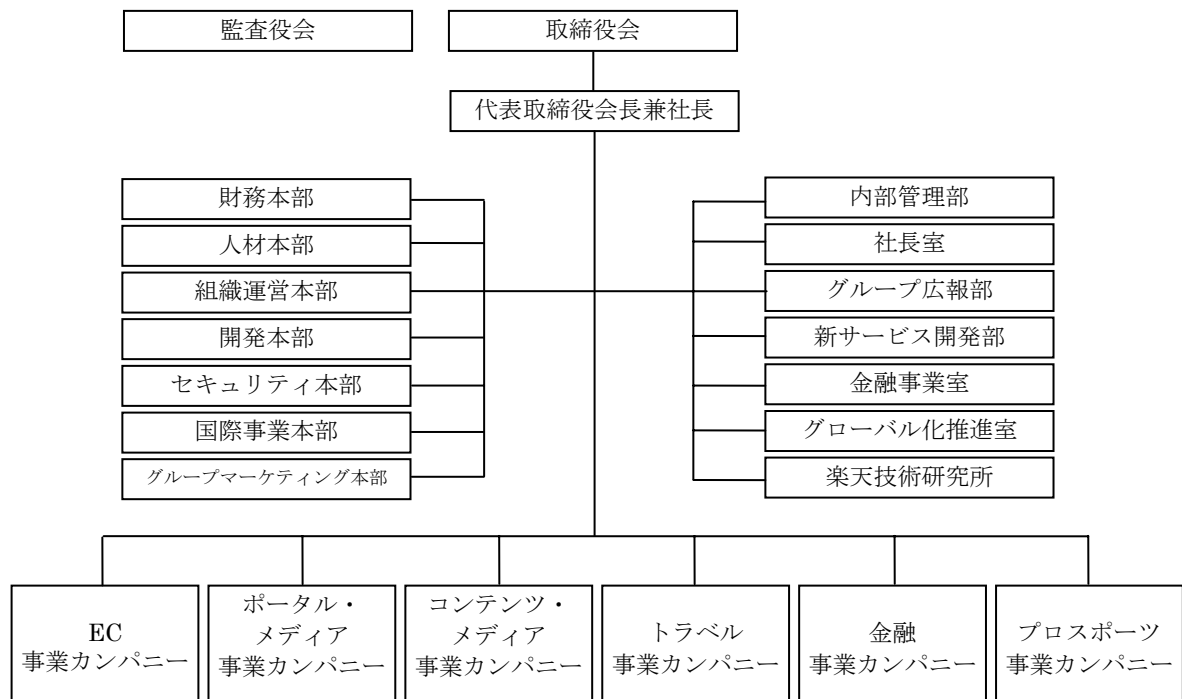 監査役会
取締役会
代表取締役会長兼社長
財務本部
人材本部
組織運営本部
開発本部
セキュリティ本部
国際事業本部
グループマーケティング本部
内部管理部
社長室
グループ広報部
新サービス開発部
金融事業室
グローバル化推進室
楽天技術研究所
EC
事業カンパニー
ポータル・
メディア
事業カンパニー
コンテンツ・
メディア
事業カンパニー
トラベル
事業カンパニー
金融
事業カンパニー
プロスポーツ
事業カンパニー